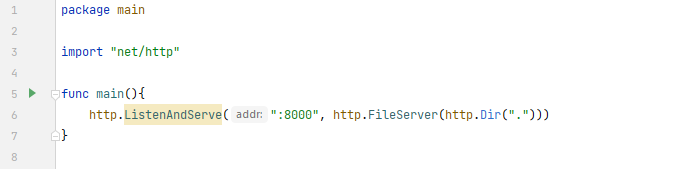 1 package main
2
3 import "net/http"
4
5 func main(){
6 http.ListenAndServe( addr: ":8000", http.FileServer(http.Dir(".")))
7 }
8